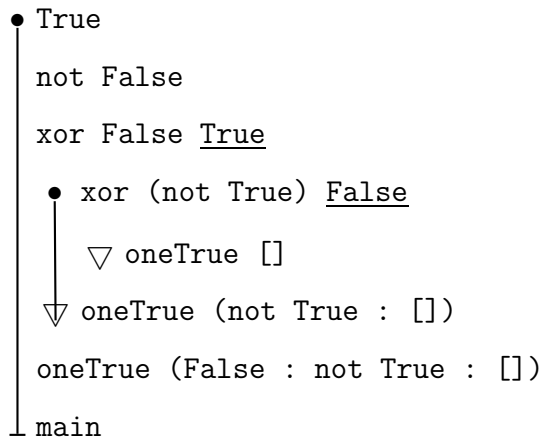 True
not False
xor False True
xor (not True) False
oneTrue []
oneTrue (not True : [])
oneTrue (False : not True : [])
main